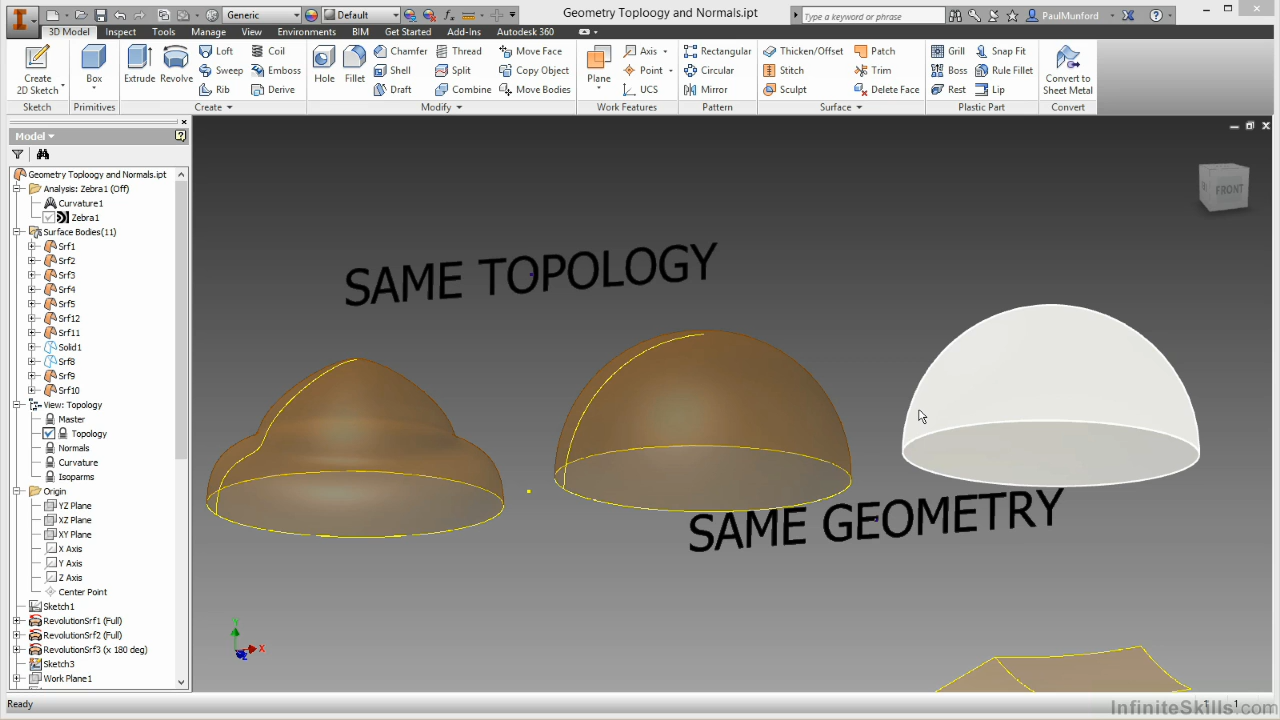 Generic
Default
Geometry Toploogy and Normals.ipt
Type a keyword or phrase
PaulMunford
3D Model Inspect Tools Manage View Environments BIM Get Started Add-Ins Autodesk 360
Create 2D Sketch
Box
Extrude
Revolve
Loft
Sweep
Rib
Coil
Emboss
Derive
Hole
Fillet
Chamfer
Shell
Draft
Thread
Split
Combine
Move Face
Copy Object
Move Bodies
Plane
Axis
Point
UCS
Rectangular
Circular
Mirror
Thicken/Offset
Stitch
Sculpt
Patch
Trim
Delete Face
Grill
Boss
Rest
Snap Fit
Rule Fillet
Lip
Convert to Sheet Metal
Sketch Primitives Create Modify Work Features Pattern Surface Plastic Part Convert
Model
Geometry Toploogy and Normals.ipt
Analysis: Zebra1 (Off)
Curvature1
Zebra1
Surface Bodies(11)
Srf1
Srf2
Srf3
Srf4
Srf5
Srf12
Srf11
Solid1
Srf8
Srf9
Srf10
View: Topology
Master
Topology
Normals
Curvature
Isoparms
Origin
YZ Plane
XZ Plane
XY Plane
X Axis
Y Axis
Z Axis
Center Point
Sketch1
RevolutionSrf1 (Full)
RevolutionSrf2 (Full)
RevolutionSrf3 (x 180 deg)
Sketch3
Work Plane1
FRONT
SAME TOPOLOGY
SAME GEOMETRY
Y
X
Z
Ready
1
1
InfiniteSkills.com